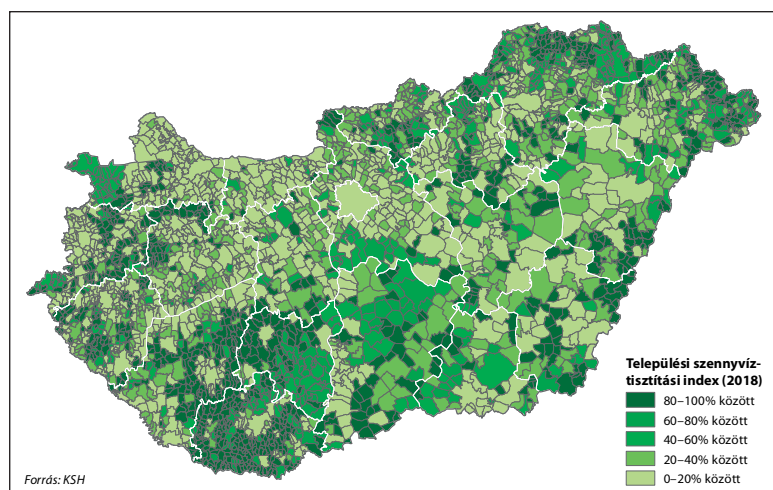 Települési szennyvíz-
tisztítási index (2018)
80–100% között
60–80% között
40–60% között
20–40% között
0–20% között
Forrás: KSH